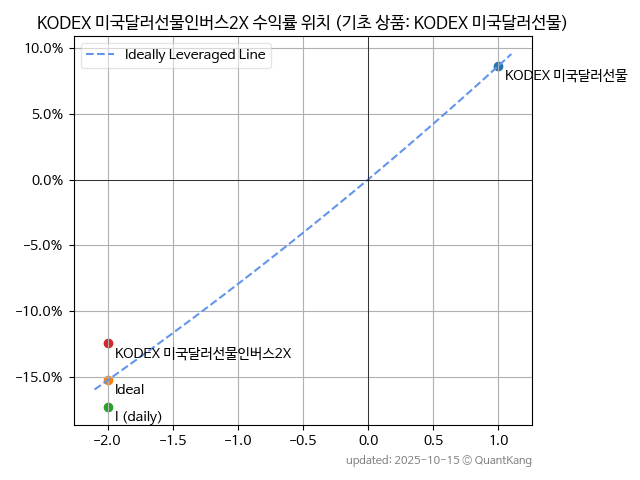 KODEX 미국달러선물인버스2X 수익률 위치 (기초 상품: KODEX 미국달러선물)
10.0%
Ideally Leveraged Line
KODEX 미국달러선물
5.0%
0.0%
−5.0%
−10.0%
KODEX 미국달러선물인버스2X
−15.0%
Ideal
I (daily)
−2.0 −1.5 −1.0 −0.5 0.0 0.5 1.0
updated: 2025-10-15 © QuantKang